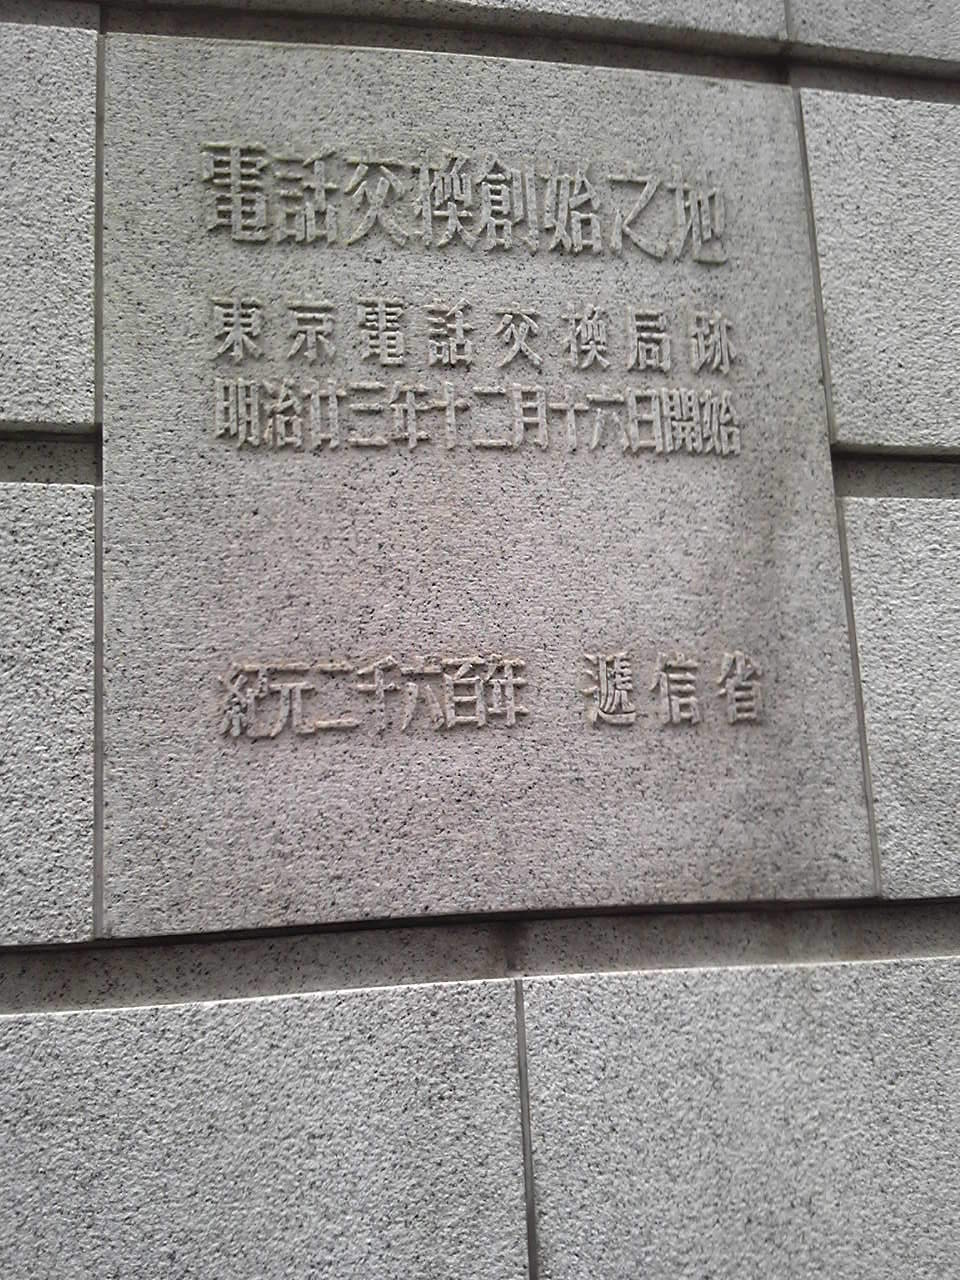 電話交換創始之地
東京電話交換局跡
明治廿三年十二月十六日開始
紀元二千六百年　逓信省